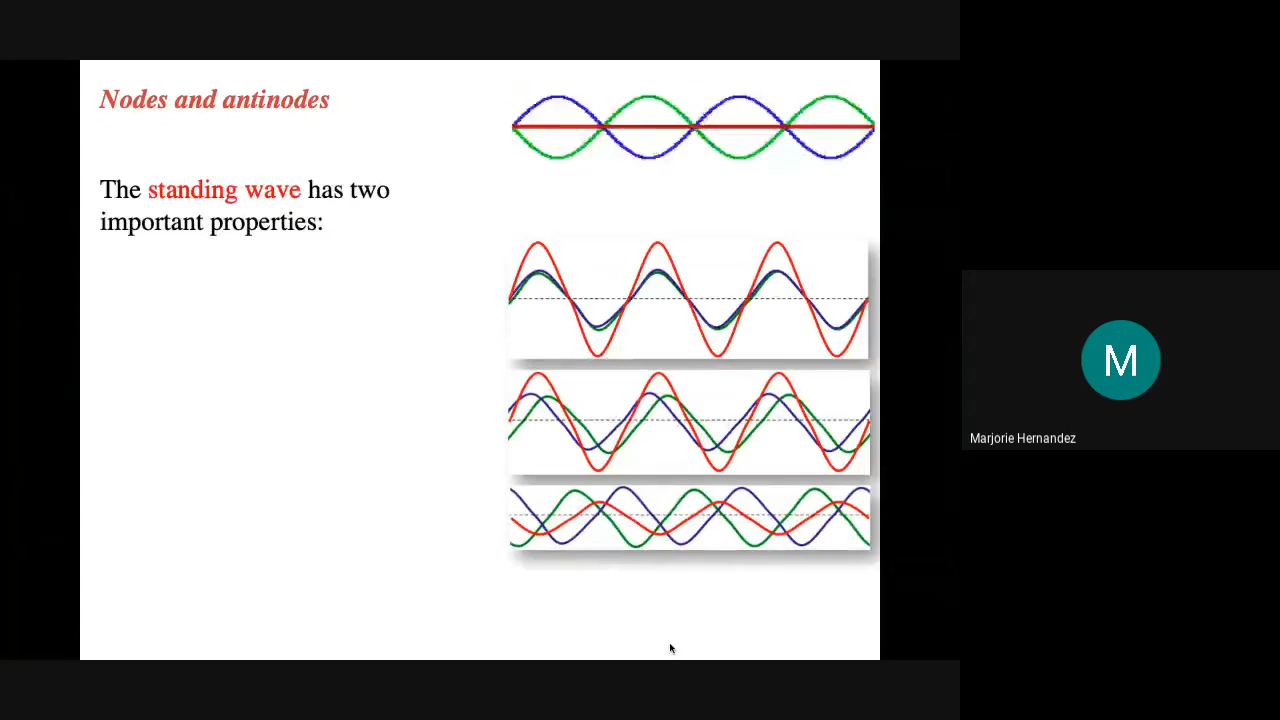 Nodes and antinodes
The standing wave has two
important properties:
M
Marjorie Hernandez